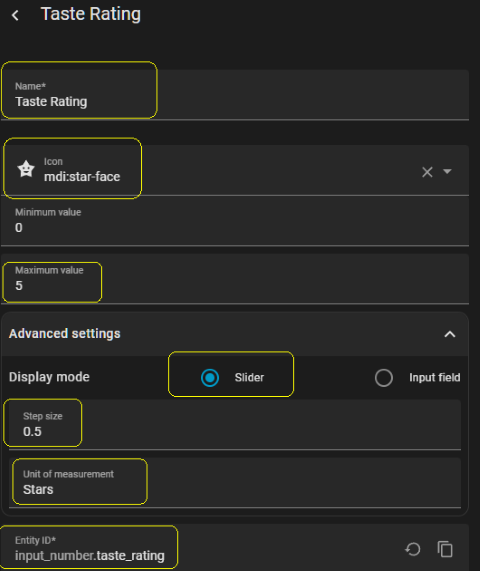 Taste Rating
Name*
Taste Rating
Icon
mdi:star-face
Minimum value
0
Maximum value
5
Advanced settings
Display mode
Slider
Input field
Step size
0.5
Unit of measurement
Stars
Entity ID*
input_number.taste_rating